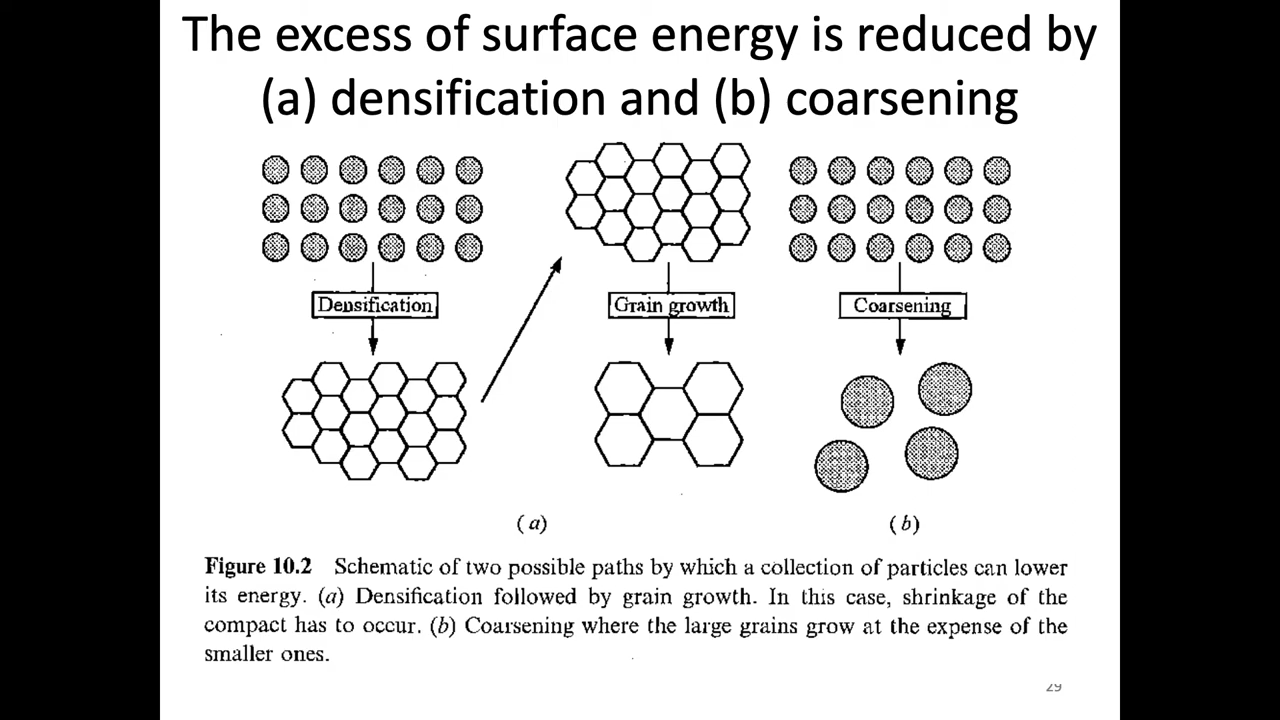 The excess of surface energy is reduced by
(a) densification and (b) coarsening
Densification
Grain growth
Coarsening
(a)
(b)
Figure 10.2 Schematic of two possible paths by which a collection of particles can lower
its energy. (a) Densification followed by grain growth. In this case, shrinkage of the
compact has to occur. (b) Coarsening where the large grains grow at the expense of the
smaller ones.
29